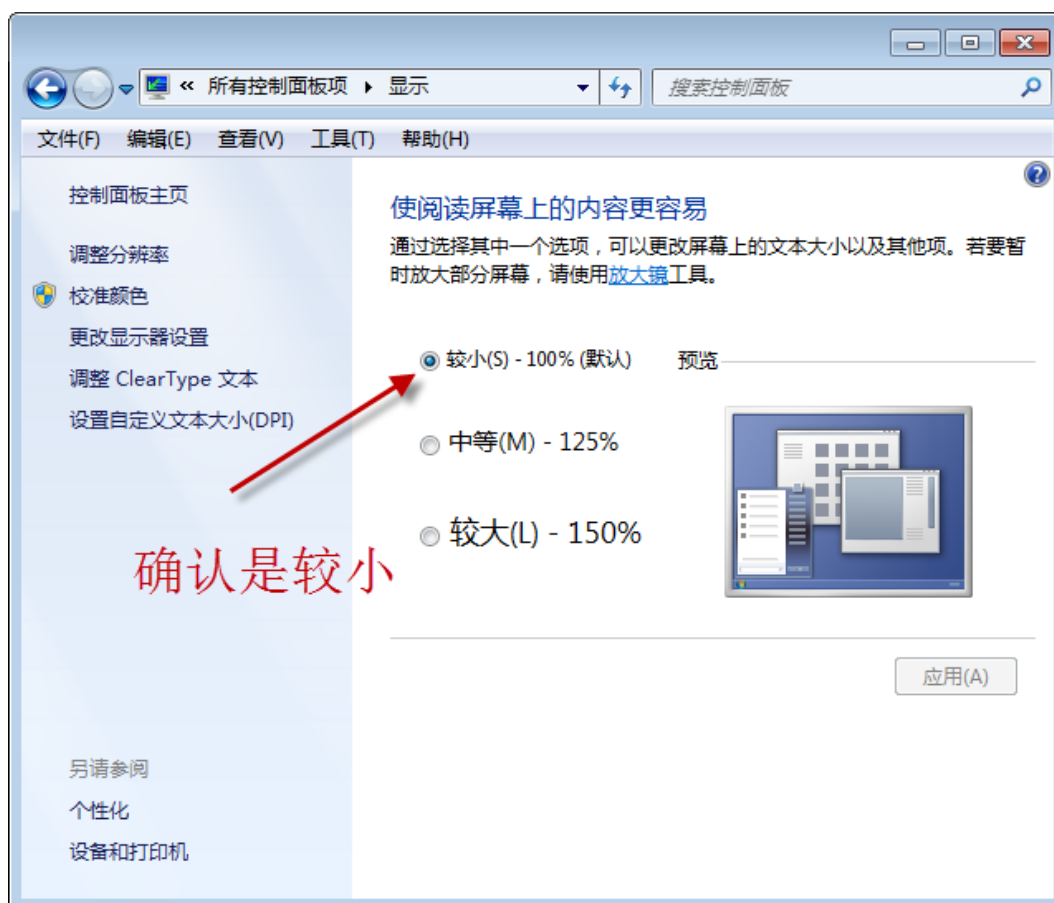 « 所有控制面板项 ▸ 显示
搜索控制面板
文件(F) 编辑(E) 查看(V) 工具(T) 帮助(H)
控制面板主页
调整分辨率
校准颜色
更改显示器设置
调整 ClearType 文本
设置自定义文本大小(DPI)
使阅读屏幕上的内容更容易
通过选择其中一个选项，可以更改屏幕上的文本大小以及其他项。若要暂
时放大部分屏幕，请使用放大镜工具。
较小(S) - 100% (默认) 预览
中等(M) - 125%
较大(L) - 150%
确认是较小
应用(A)
另请参阅
个性化
设备和打印机